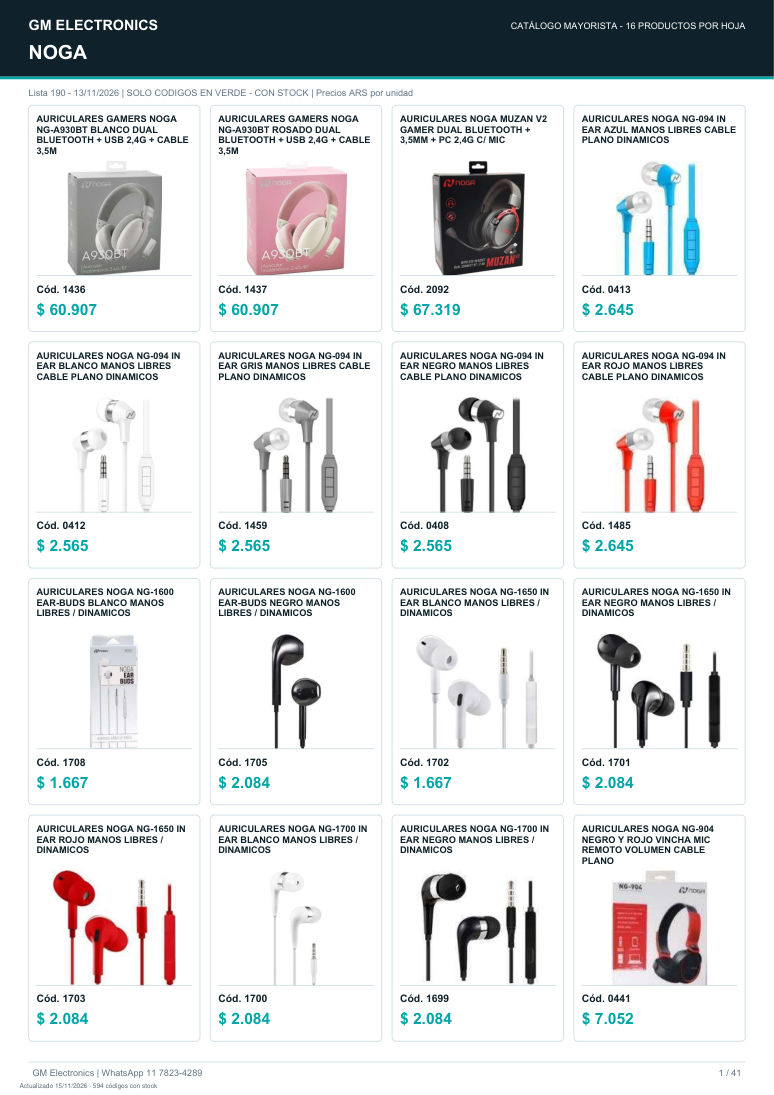 GM ELECTRONICS
CATÁLOGO MAYORISTA - 16 PRODUCTOS POR HOJA
NOGA
Lista 190 - 13/11/2026 | SOLO CODIGOS EN VERDE - CON STOCK | Precios ARS por unidad
AURICULARES GAMERS NOGA
NG-A930BT BLANCO DUAL
BLUETOOTH + USB 2,4G + CABLE
3,5M
NOGA
A930BT
Cód. 1436
$ 60.907
AURICULARES GAMERS NOGA
NG-A930BT ROSADO DUAL
BLUETOOTH + USB 2,4G + CABLE
3,5M
NOGA
A930BT
Cód. 1437
$ 60.907
AURICULARES NOGA MUZAN V2
GAMER DUAL BLUETOOTH +
3,5MM + PC 2,4G C/ MIC
NOGA
MUZAN
Cód. 2092
$ 67.319
AURICULARES NOGA NG-094 IN
EAR AZUL MANOS LIBRES CABLE
PLANO DINAMICOS
Cód. 0413
$ 2.645
AURICULARES NOGA NG-094 IN
EAR BLANCO MANOS LIBRES
CABLE PLANO DINAMICOS
Cód. 0412
$ 2.565
AURICULARES NOGA NG-094 IN
EAR GRIS MANOS LIBRES CABLE
PLANO DINAMICOS
Cód. 1459
$ 2.565
AURICULARES NOGA NG-094 IN
EAR NEGRO MANOS LIBRES
CABLE PLANO DINAMICOS
Cód. 0408
$ 2.565
AURICULARES NOGA NG-094 IN
EAR ROJO MANOS LIBRES
CABLE PLANO DINAMICOS
Cód. 1485
$ 2.645
AURICULARES NOGA NG-1600
EAR-BUDS BLANCO MANOS
LIBRES / DINAMICOS
NOGA
EAR
BUDS
Cód. 1708
$ 1.667
AURICULARES NOGA NG-1600
EAR-BUDS NEGRO MANOS
LIBRES / DINAMICOS
Cód. 1705
$ 2.084
AURICULARES NOGA NG-1650 IN
EAR BLANCO MANOS LIBRES /
DINAMICOS
Cód. 1702
$ 1.667
AURICULARES NOGA NG-1650 IN
EAR NEGRO MANOS LIBRES /
DINAMICOS
Cód. 1701
$ 2.084
AURICULARES NOGA NG-1650 IN
EAR ROJO MANOS LIBRES /
DINAMICOS
Cód. 1703
$ 2.084
AURICULARES NOGA NG-1700 IN
EAR BLANCO MANOS LIBRES /
DINAMICOS
Cód. 1700
$ 2.084
AURICULARES NOGA NG-1700 IN
EAR NEGRO MANOS LIBRES /
DINAMICOS
Cód. 1699
$ 2.084
AURICULARES NOGA NG-904
NEGRO Y ROJO VINCHA MIC
REMOTO VOLUMEN CABLE
PLANO
NG-904
NOGA
Cód. 0441
$ 7.052
GM Electronics | WhatsApp 11 7823-4289
1 / 41
Actualizado 15/11/2026 · 594 códigos con stock